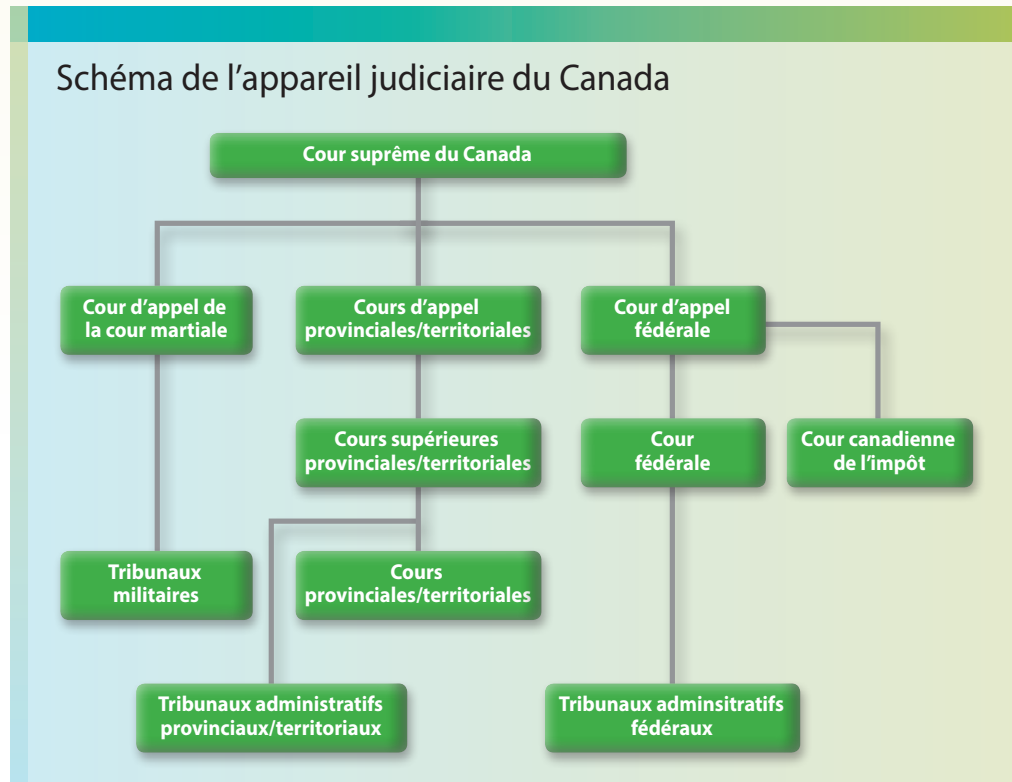 Schéma de l'appareil judiciaire du Canada
Cour suprême du Canada
Cour d'appel de
la cour martiale
Cours d'appel
provinciales/territoriales
Cour d'appel
fédérale
Cours supérieures
provinciales/territoriales
Cour
fédérale
Cour canadienne
de l'impôt
Tribunaux
militaires
Cours
provinciales/territoriales
Tribunaux administratifs
provinciaux/territoriaux
Tribunaux adminsitratifs
fédéraux